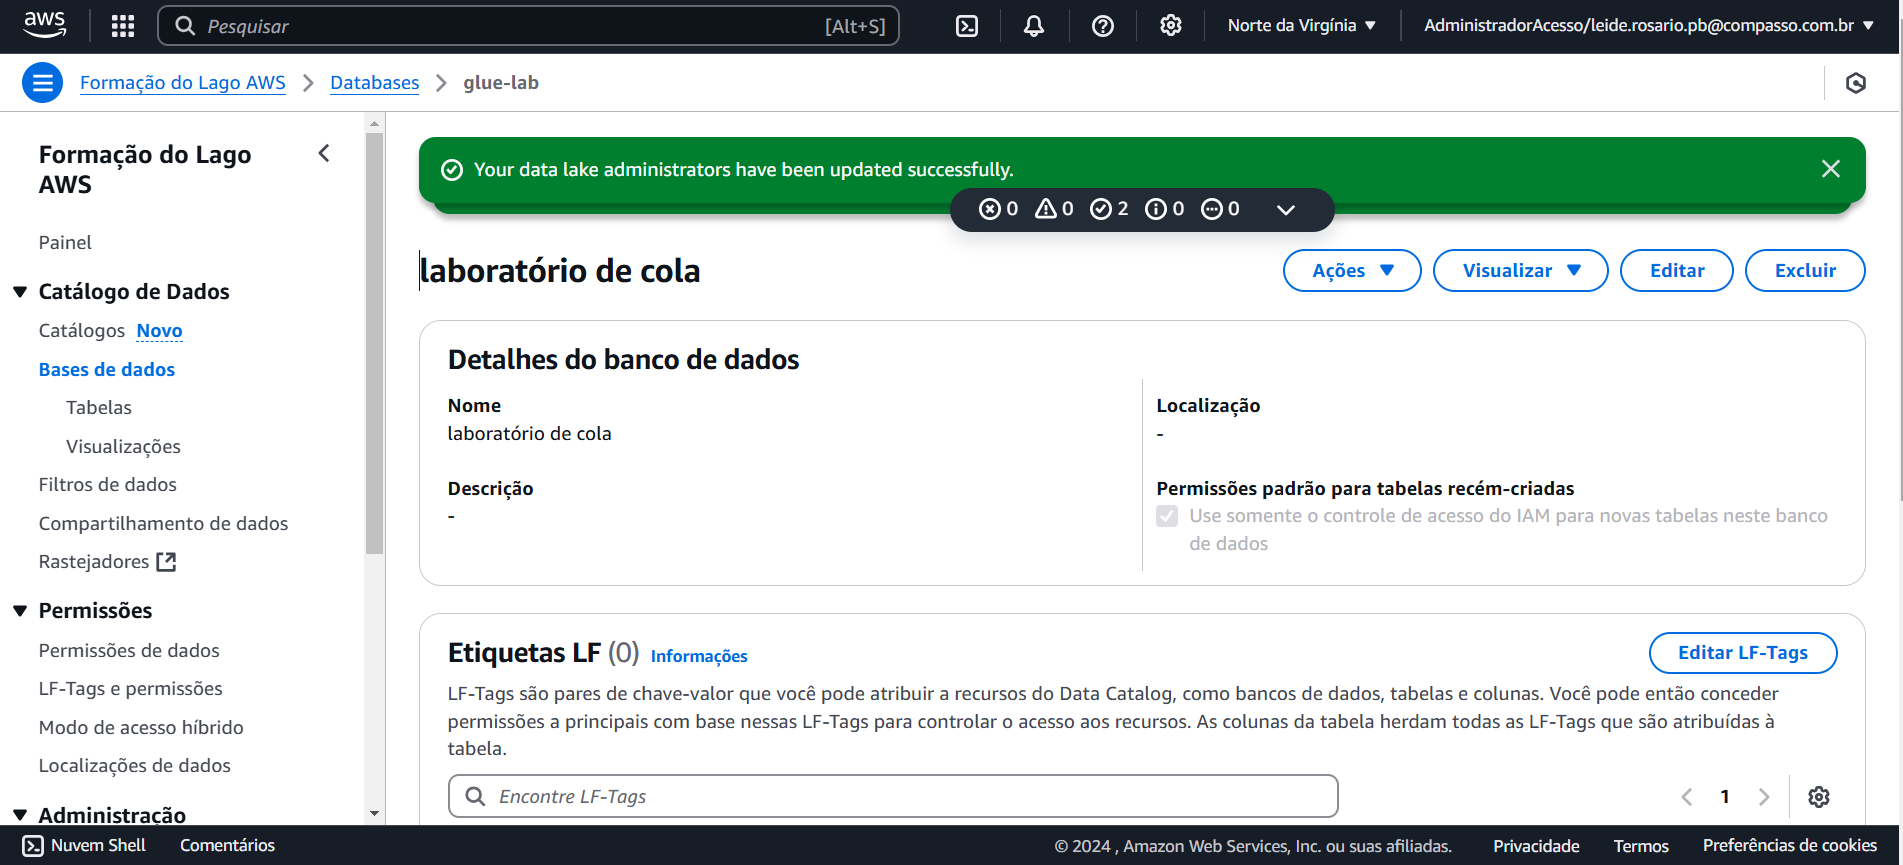 aws
Pesquisar [Alt+S]
Norte da Virgínia
AdministradorAcesso/leide.rosario.pb@compasso.com.br
Formação do Lago AWS > Databases > glue-lab
Formação do Lago
AWS
Painel
Catálogo de Dados
Catálogos Novo
Bases de dados
Tabelas
Visualizações
Filtros de dados
Compartilhamento de dados
Rastejadores
Permissões
Permissões de dados
LF-Tags e permissões
Modo de acesso híbrido
Localizações de dados
Administração
Your data lake administrators have been updated successfully.
0 0 2 0 0
laboratório de cola
Ações
Visualizar
Editar
Excluir
Detalhes do banco de dados
Nome
laboratório de cola
Descrição
-
Localização
-
Permissões padrão para tabelas recém-criadas
Use somente o controle de acesso do IAM para novas tabelas neste banco
de dados
Etiquetas LF (0) Informações
Editar LF-Tags
LF-Tags são pares de chave-valor que você pode atribuir a recursos do Data Catalog, como bancos de dados, tabelas e colunas. Você pode então conceder
permissões a principais com base nessas LF-Tags para controlar o acesso aos recursos. As colunas da tabela herdam todas as LF-Tags que são atribuídas à
tabela.
Encontre LF-Tags
1
Nuvem Shell
Comentários
© 2024 , Amazon Web Services, Inc. ou suas afiliadas.
Privacidade
Termos
Preferências de cookies